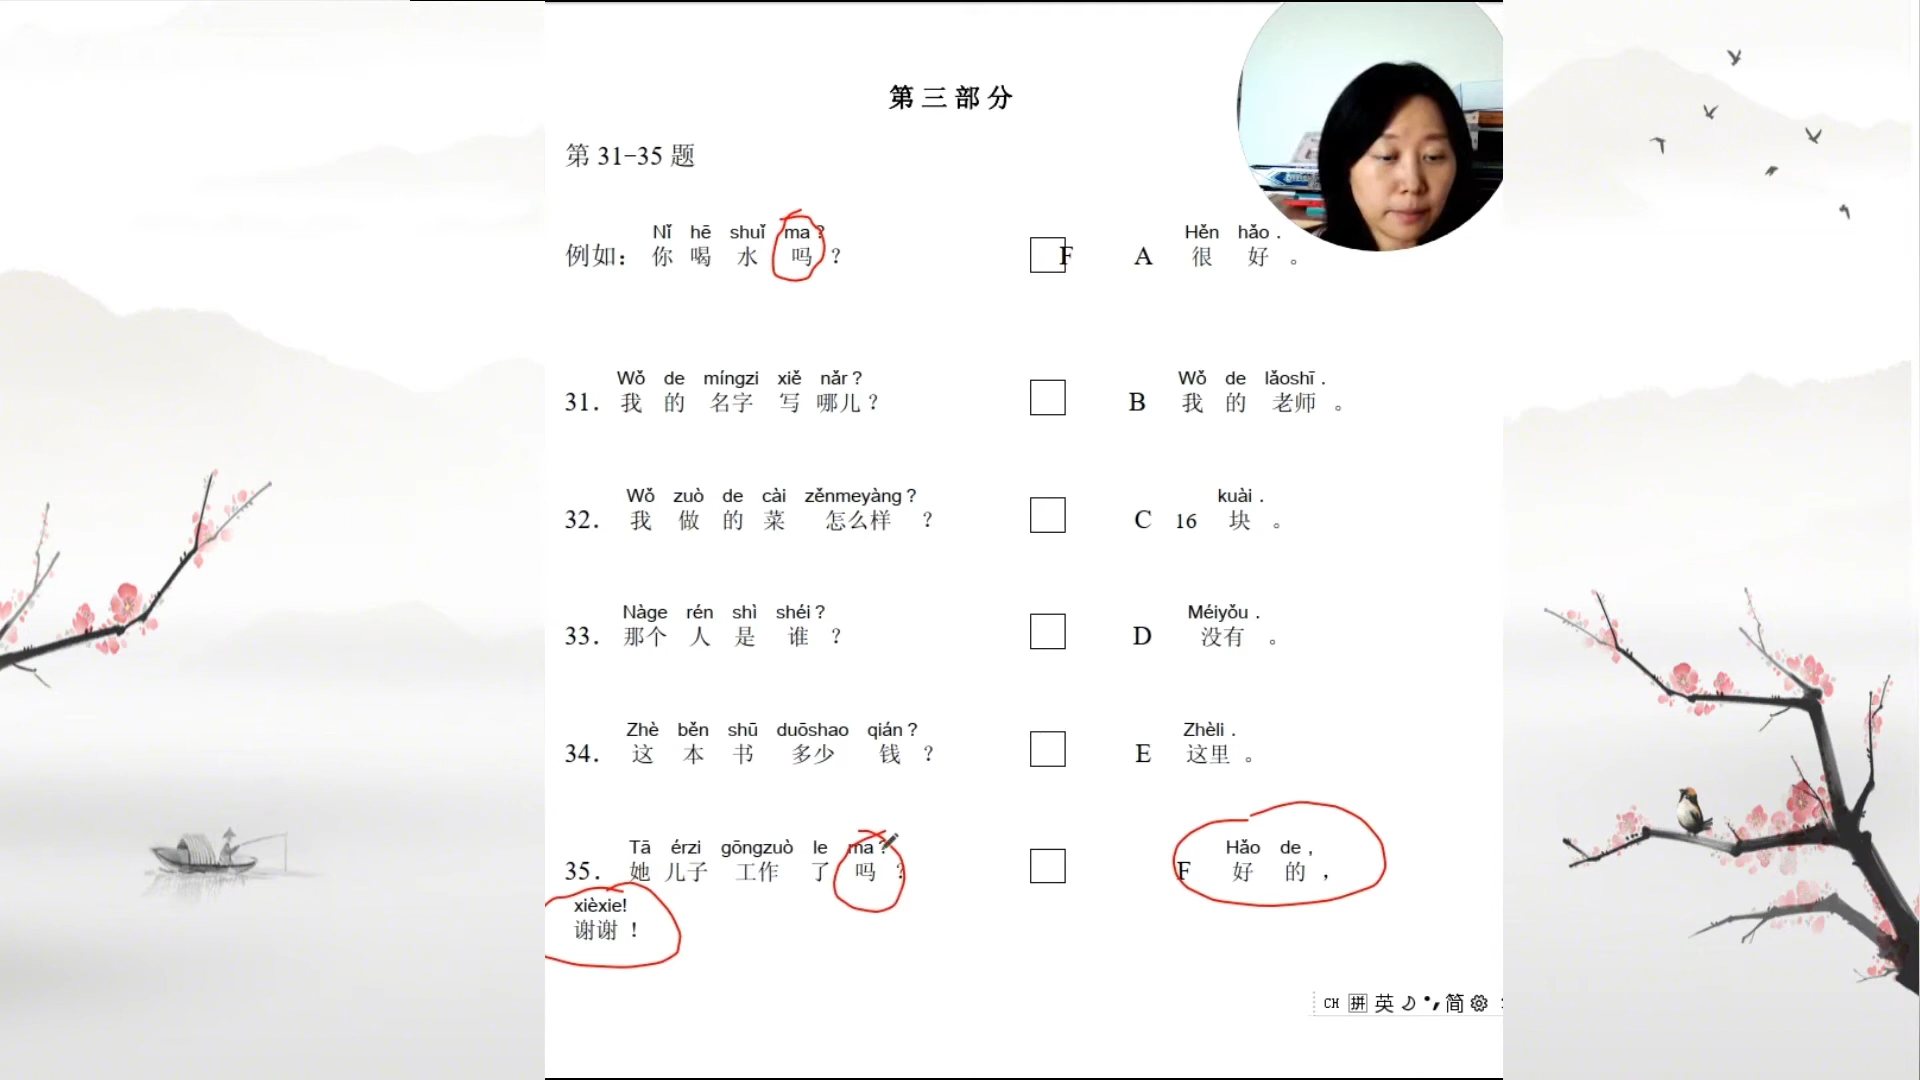 第三部分
第 31-35 题
Nǐ hē shuǐ ma？
例如： 你 喝 水 吗 ？ F
Hěn hǎo．
A 很 好 。
Wǒ de míngzi xiě nǎr？
31． 我 的 名字 写 哪儿？
Wǒ de lǎoshī．
B 我 的 老师 。
Wǒ zuò de cài zěnmeyàng？
32． 我 做 的 菜 怎么样 ？
kuài．
C 16 块 。
Nàge rén shì shéi？
33． 那个 人 是 谁 ？
Méiyǒu．
D 没有 。
Zhè běn shū duōshao qián？
34． 这 本 书 多少 钱 ？
Zhèli．
E 这里 。
Tā érzi gōngzuò le ma？
35． 她 儿子 工作 了 吗 ？
Hǎo de，
F 好 的 ，
xièxie!
谢谢 ！
CH 拼 英 简